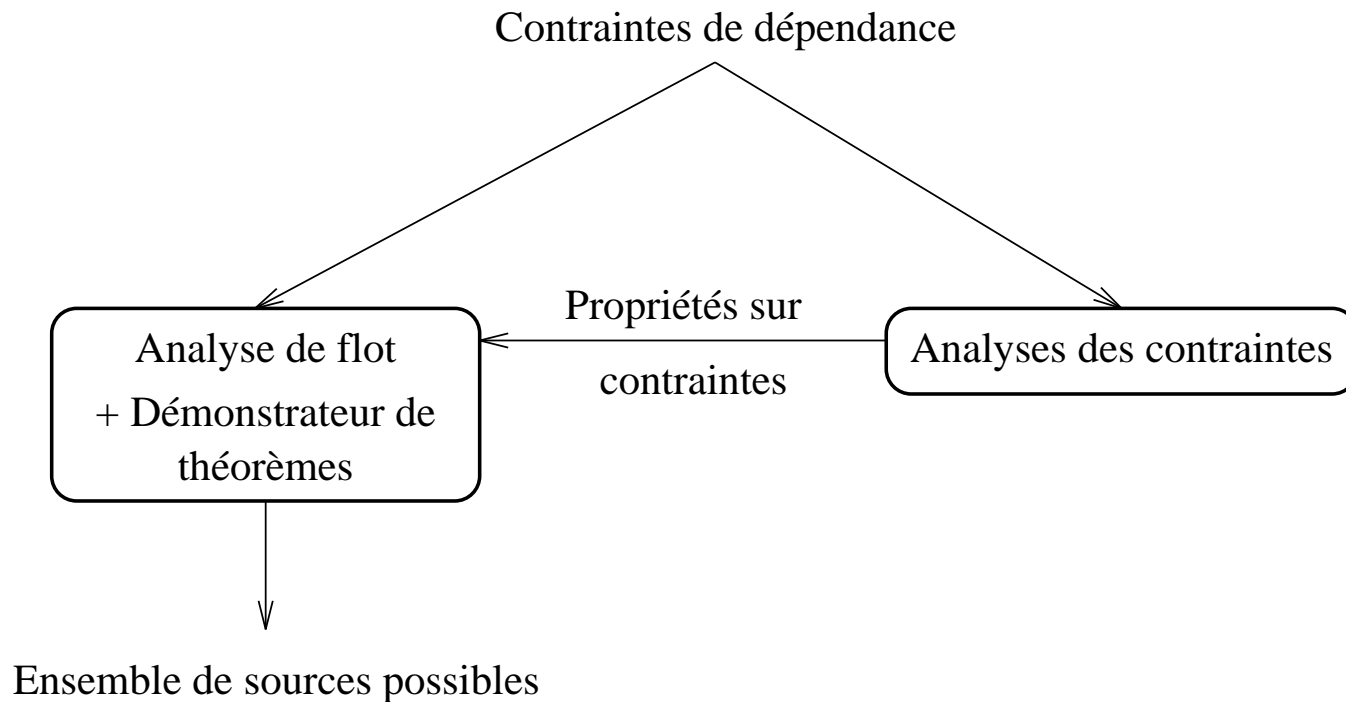 Contraintes de dépendance
Propriétés sur
contraintes
Analyse de flot
+ Démonstrateur de
théorèmes
Analyses des contraintes
Ensemble de sources possibles